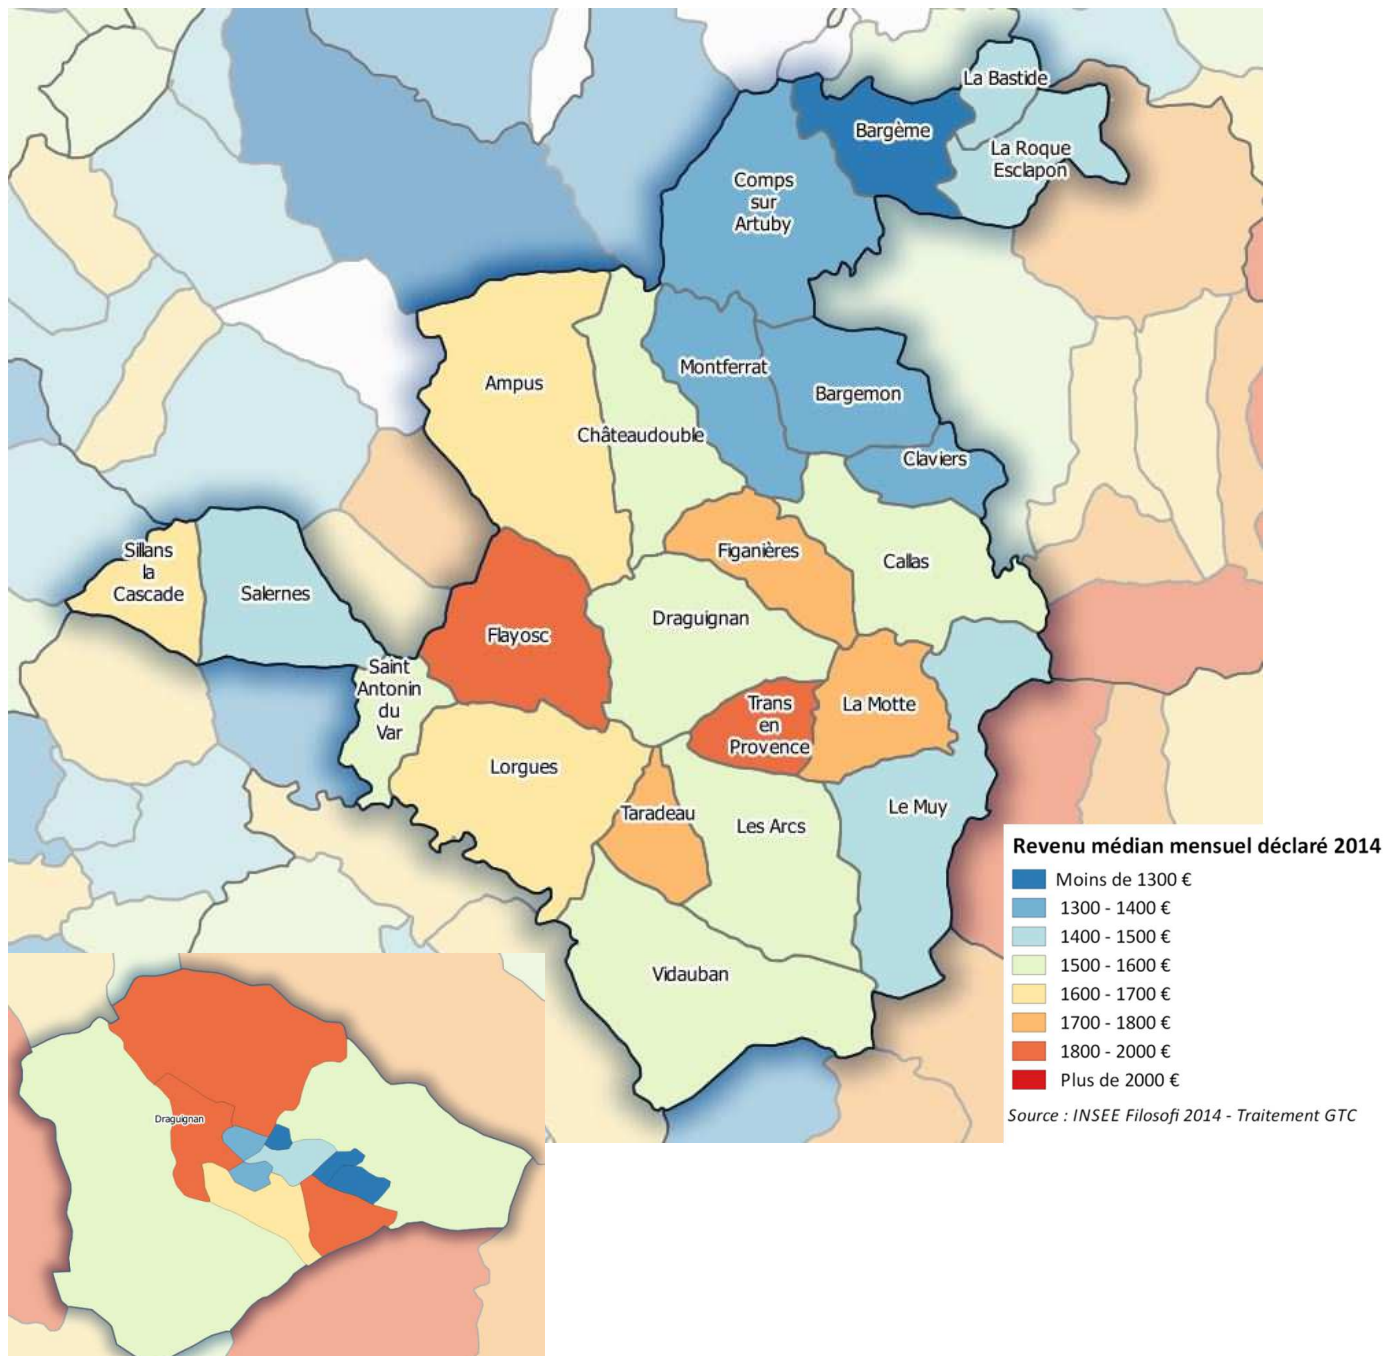 La Bastide
Bargème
La Roque
Esclapon
Comps
sur
Artuby
Montferrat
Ampus
Bargemon
Châteaudouble
Claviers
Sillans
la
Cascade
Salernes
Figanières
Callas
Draguignan
Flayosc
Saint
Antonin
du
Var
Trans
en
Provence
La Motte
Lorgues
Taradeau
Les Arcs
Le Muy
Vidauban
Revenu médian mensuel déclaré 2014
Moins de 1300 €
1300 - 1400 €
1400 - 1500 €
1500 - 1600 €
1600 - 1700 €
1700 - 1800 €
1800 - 2000 €
Plus de 2000 €
Source : INSEE Filosofi 2014 - Traitement GTC
Draguignan